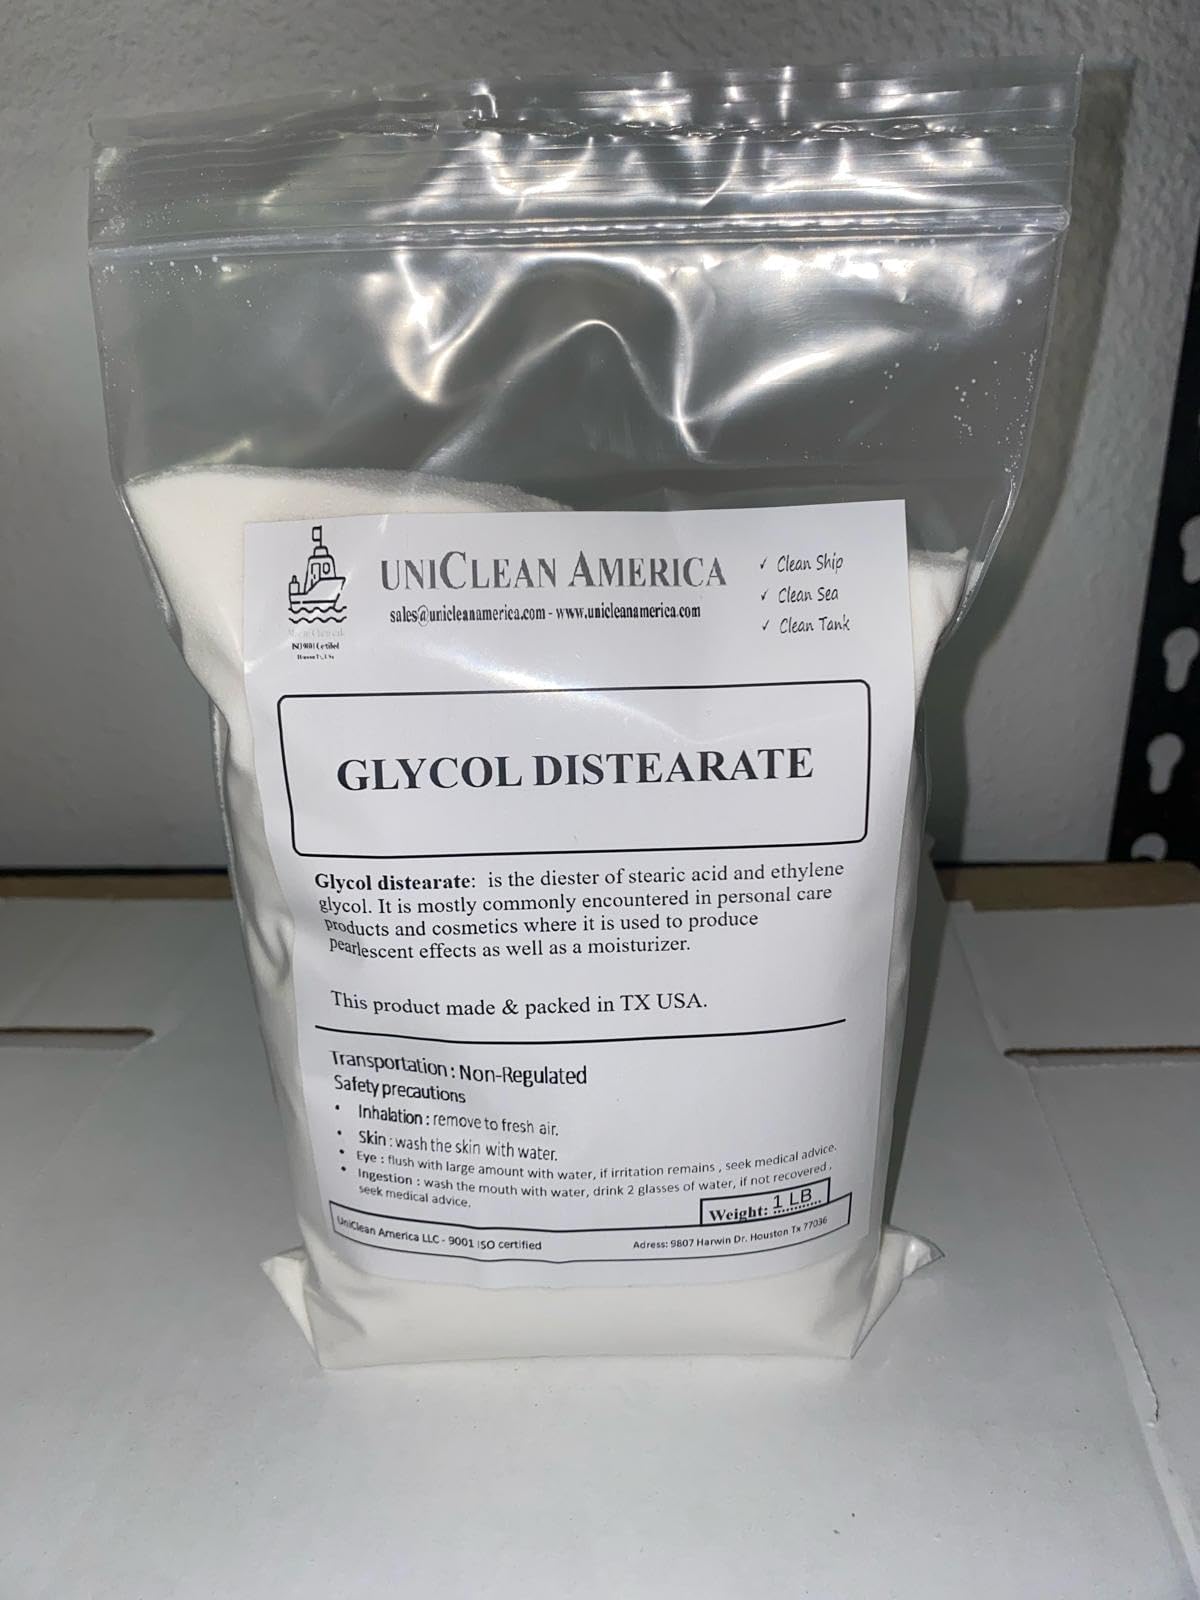 UNICLEAN AMERICA
sales@unicleanamerica.com - www.unicleanamerica.com
✓ Clean Ship
✓ Clean Sea
✓ Clean Tank
GLYCOL DISTEARATE
Glycol distearate: is the diester of stearic acid and ethylene
glycol. It is mostly commonly encountered in personal care
products and cosmetics where it is used to produce
pearlescent effects as well as a moisturizer.
This product made & packed in TX USA.
Transportation : Non-Regulated
Safety precautions
• Inhalation : remove to fresh air.
• Skin : wash the skin with water.
• Eye : flush with large amount with water, if irritation remains , seek medical advice.
• Ingestion : wash the mouth with water, drink 2 glasses of water, if not recovered ,
seek medical advice.
Weight: 1 LB
UniClean America LLC - 9001 ISO certified
Adress: 9807 Harwin Dr. Houston Tx 77036